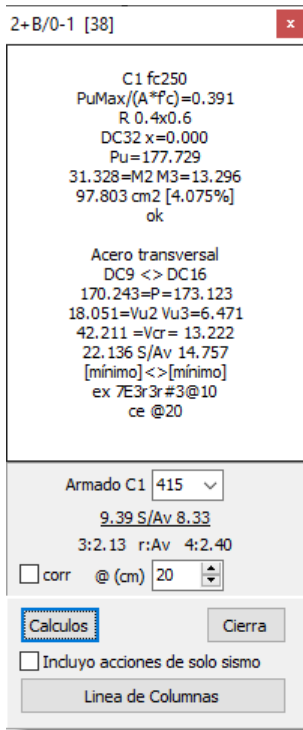 2+B/0-1 [38]
x
C1 fc250
PuMax/(A*f'c)=0.391
R 0.4x0.6
DC32 x=0.000
Pu=177.729
31.328=M2 M3=13.296
97.803 cm2 [4.075%]
ok
Acero transversal
DC9 <> DC16
170.243=P=173.123
18.051=Vu2 Vu3=6.471
42.211 =Vcr= 13.222
22.136 S/Av 14.757
[mínimo]<>[mínimo]
ex 7E3r3r#3@10
ce @20
Armado C1 415
9.39 S/Av 8.33
3:2.13 r:Av 4:2.40
corr @ (cm) 20
Calculos Cierra
Incluyo acciones de solo sismo
Linea de Columnas